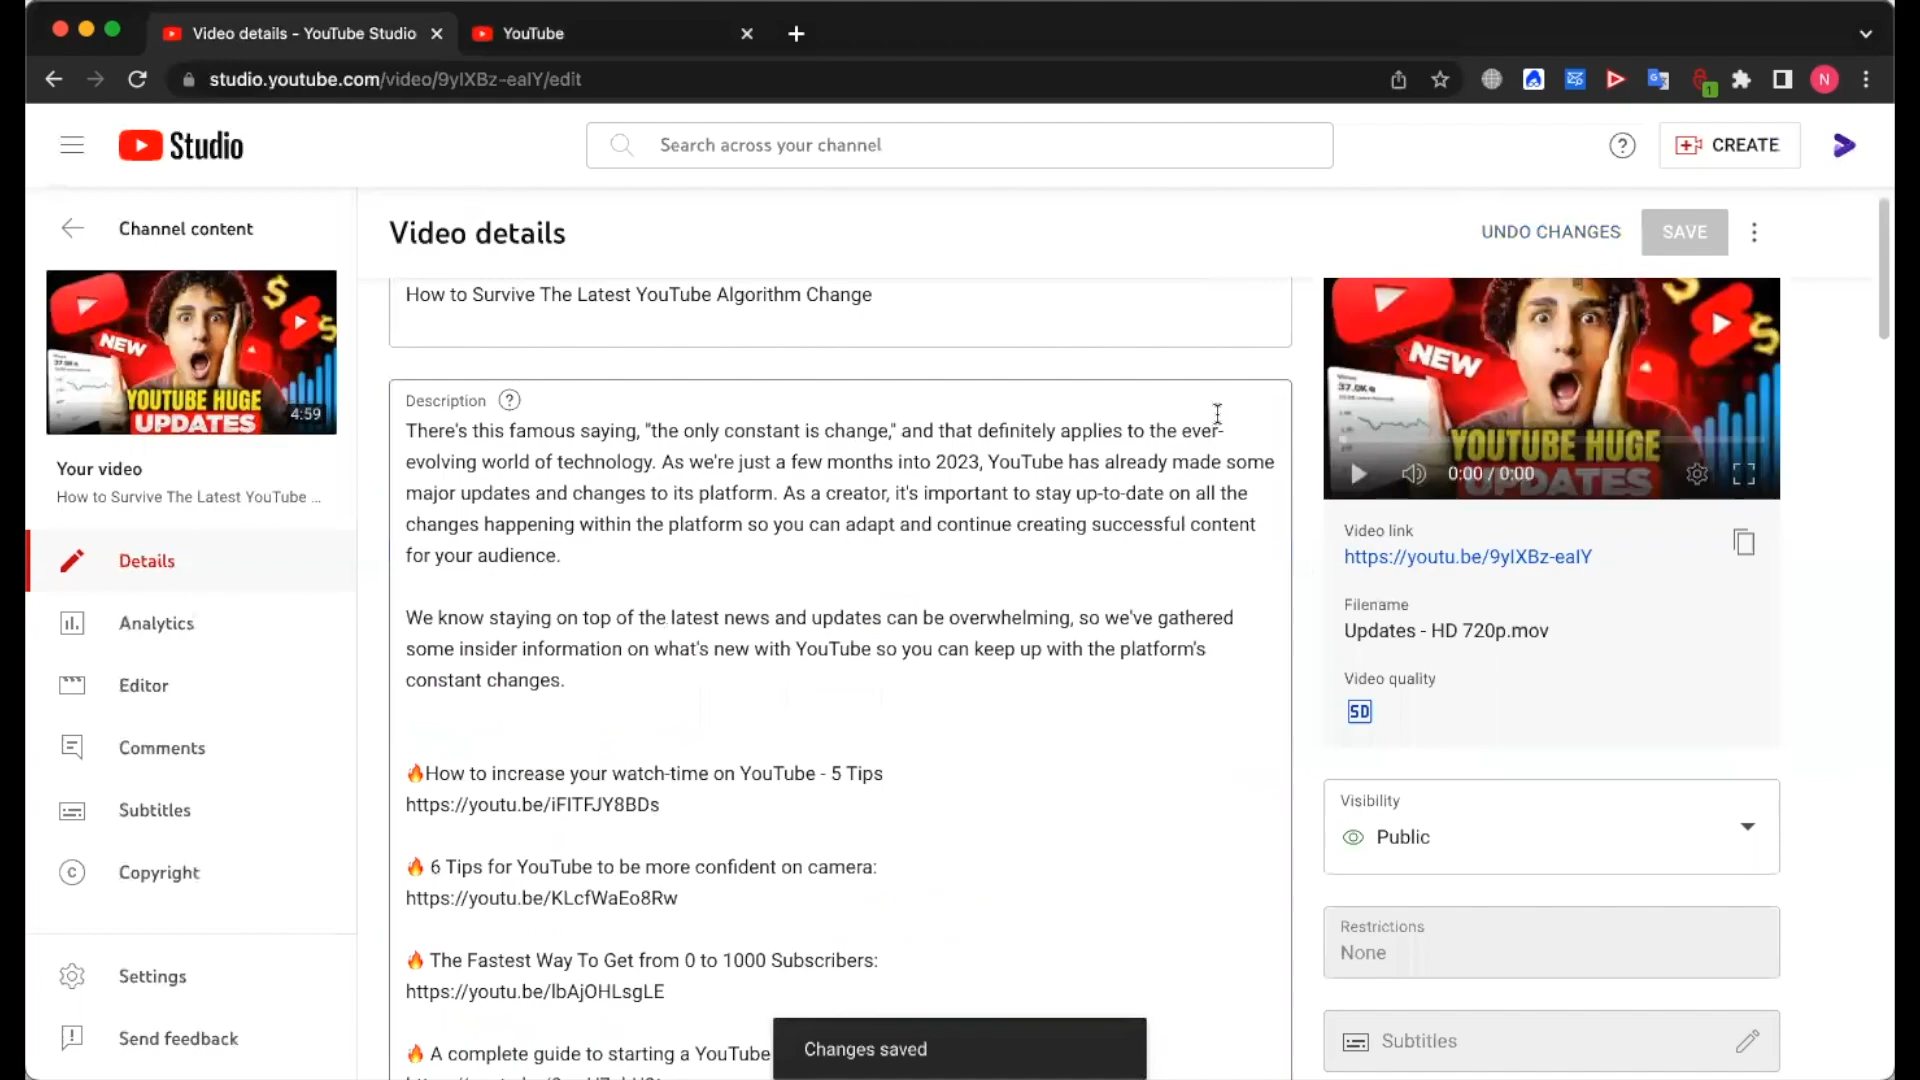 Video details - YouTube Studio
YouTube
studio.youtube.com/video/9yIXBz-eaIY/edit
1
N
Studio
Search across your channel
CREATE
Channel content
Video details
UNDO CHANGES
SAVE
NEW
YOUTUBE HUGE
UPDATES
4:59
Your video
How to Survive The Latest YouTube ...
Details
Analytics
Editor
Comments
Subtitles
Copyright
Settings
Send feedback
How to Survive The Latest YouTube Algorithm Change
Description
There's this famous saying, "the only constant is change," and that definitely applies to the ever-
evolving world of technology. As we're just a few months into 2023, YouTube has already made some
major updates and changes to its platform. As a creator, it's important to stay up-to-date on all the
changes happening within the platform so you can adapt and continue creating successful content
for your audience.
We know staying on top of the latest news and updates can be overwhelming, so we've gathered
some insider information on what's new with YouTube so you can keep up with the platform's
constant changes.
🔥How to increase your watch-time on YouTube - 5 Tips
https://youtu.be/iFITFJY8BDs
🔥 6 Tips for YouTube to be more confident on camera:
https://youtu.be/KLcfWaEo8Rw
🔥 The Fastest Way To Get from 0 to 1000 Subscribers:
https://youtu.be/lbAjOHLsgLE
🔥 A complete guide to starting a YouTube
Changes saved
NEW
37.0K
YOUTUBE HUGE
UPDATES
0:00 / 0:00
Video link
https://youtu.be/9yIXBz-eaIY
Filename
Updates - HD 720p.mov
Video quality
SD
Visibility
Public
Restrictions
None
Subtitles